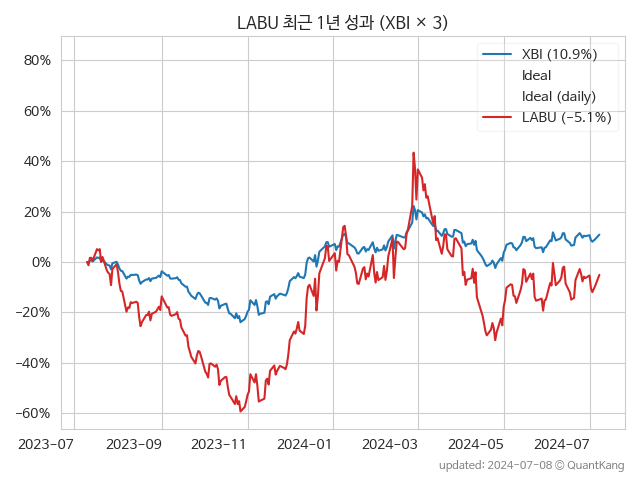 LABU 최근 1년 성과 (XBI × 3)
XBI (10.9%)
Ideal
Ideal (daily)
LABU (−5.1%)
80%
60%
40%
20%
0%
−20%
−40%
−60%
2023-07 2023-09 2023-11 2024-01 2024-03 2024-05 2024-07
updated: 2024-07-08 © QuantKang